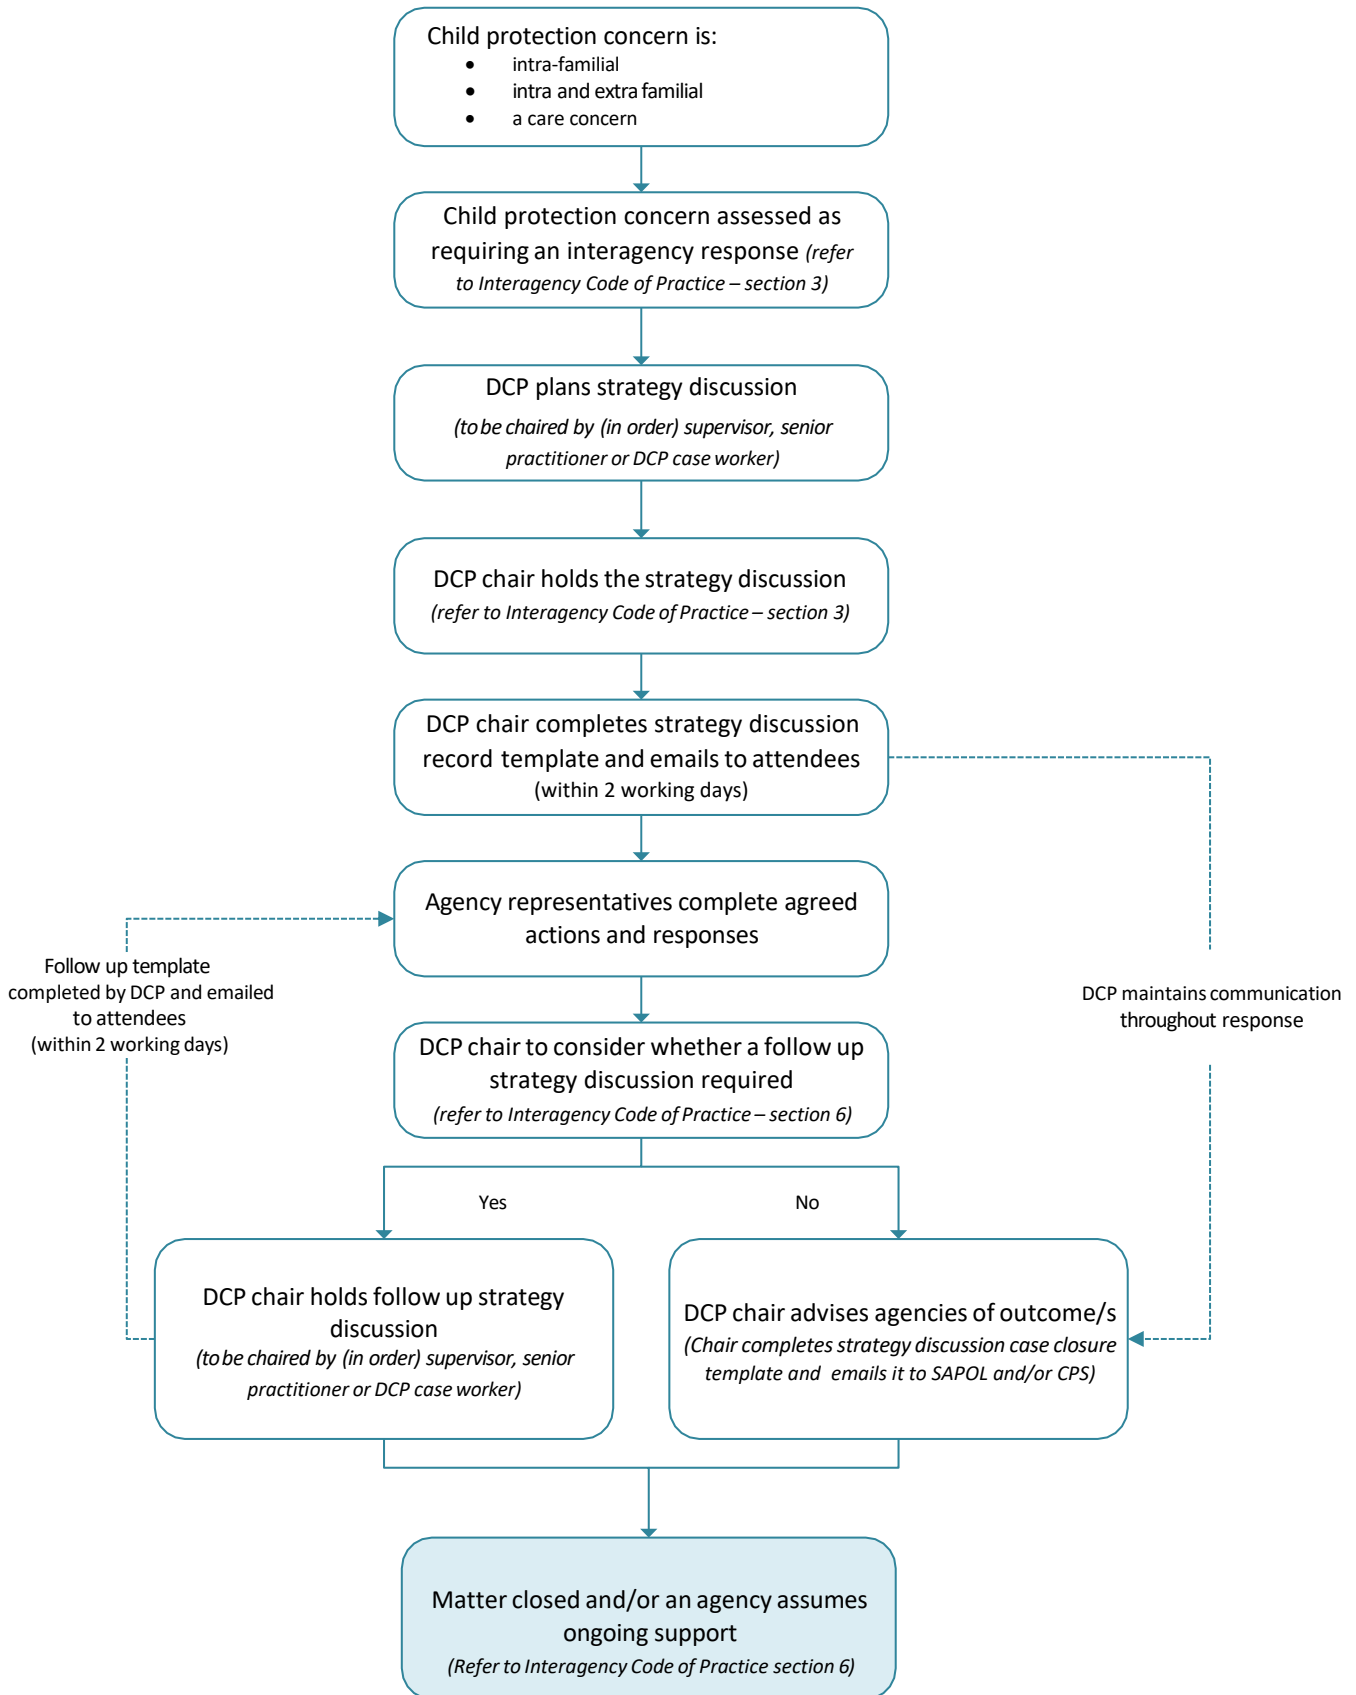 Child protection concern is:
• intra-familial
• intra and extra familial
• a care concern
Child protection concern assessed as
requiring an interagency response (refer
to Interagency Code of Practice – section 3)
DCP plans strategy discussion
(to be chaired by (in order) supervisor, senior
practitioner or DCP case worker)
DCP chair holds the strategy discussion
(refer to Interagency Code of Practice – section 3)
DCP chair completes strategy discussion
record template and emails to attendees
(within 2 working days)
Agency representatives complete agreed
actions and responses
Follow up template
completed by DCP and emailed
to attendees
(within 2 working days)
DCP maintains communication
throughout response
DCP chair to consider whether a follow up
strategy discussion required
(refer to Interagency Code of Practice – section 6)
Yes
No
DCP chair holds follow up strategy
discussion
(to be chaired by (in order) supervisor, senior
practitioner or DCP case worker)
DCP chair advises agencies of outcome/s
(Chair completes strategy discussion case closure
template and emails it to SAPOL and/or CPS)
Matter closed and/or an agency assumes
ongoing support
(Refer to Interagency Code of Practice section 6)